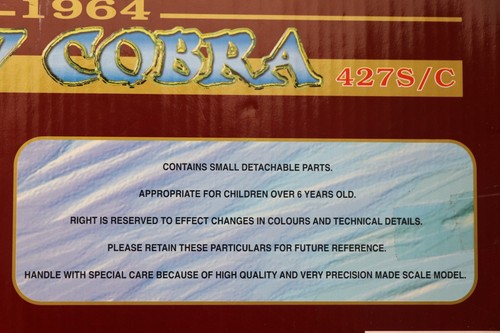 -1964
COBRA 427S/C
CONTAINS SMALL DETACHABLE PARTS.
APPROPRIATE FOR CHILDREN OVER 6 YEARS OLD.
RIGHT IS RESERVED TO EFFECT CHANGES IN COLOURS AND TECHNICAL DETAILS.
PLEASE RETAIN THESE PARTICULARS FOR FUTURE REFERENCE.
HANDLE WITH SPECIAL CARE BECAUSE OF HIGH QUALITY AND VERY PRECISION MADE SCALE MODEL.